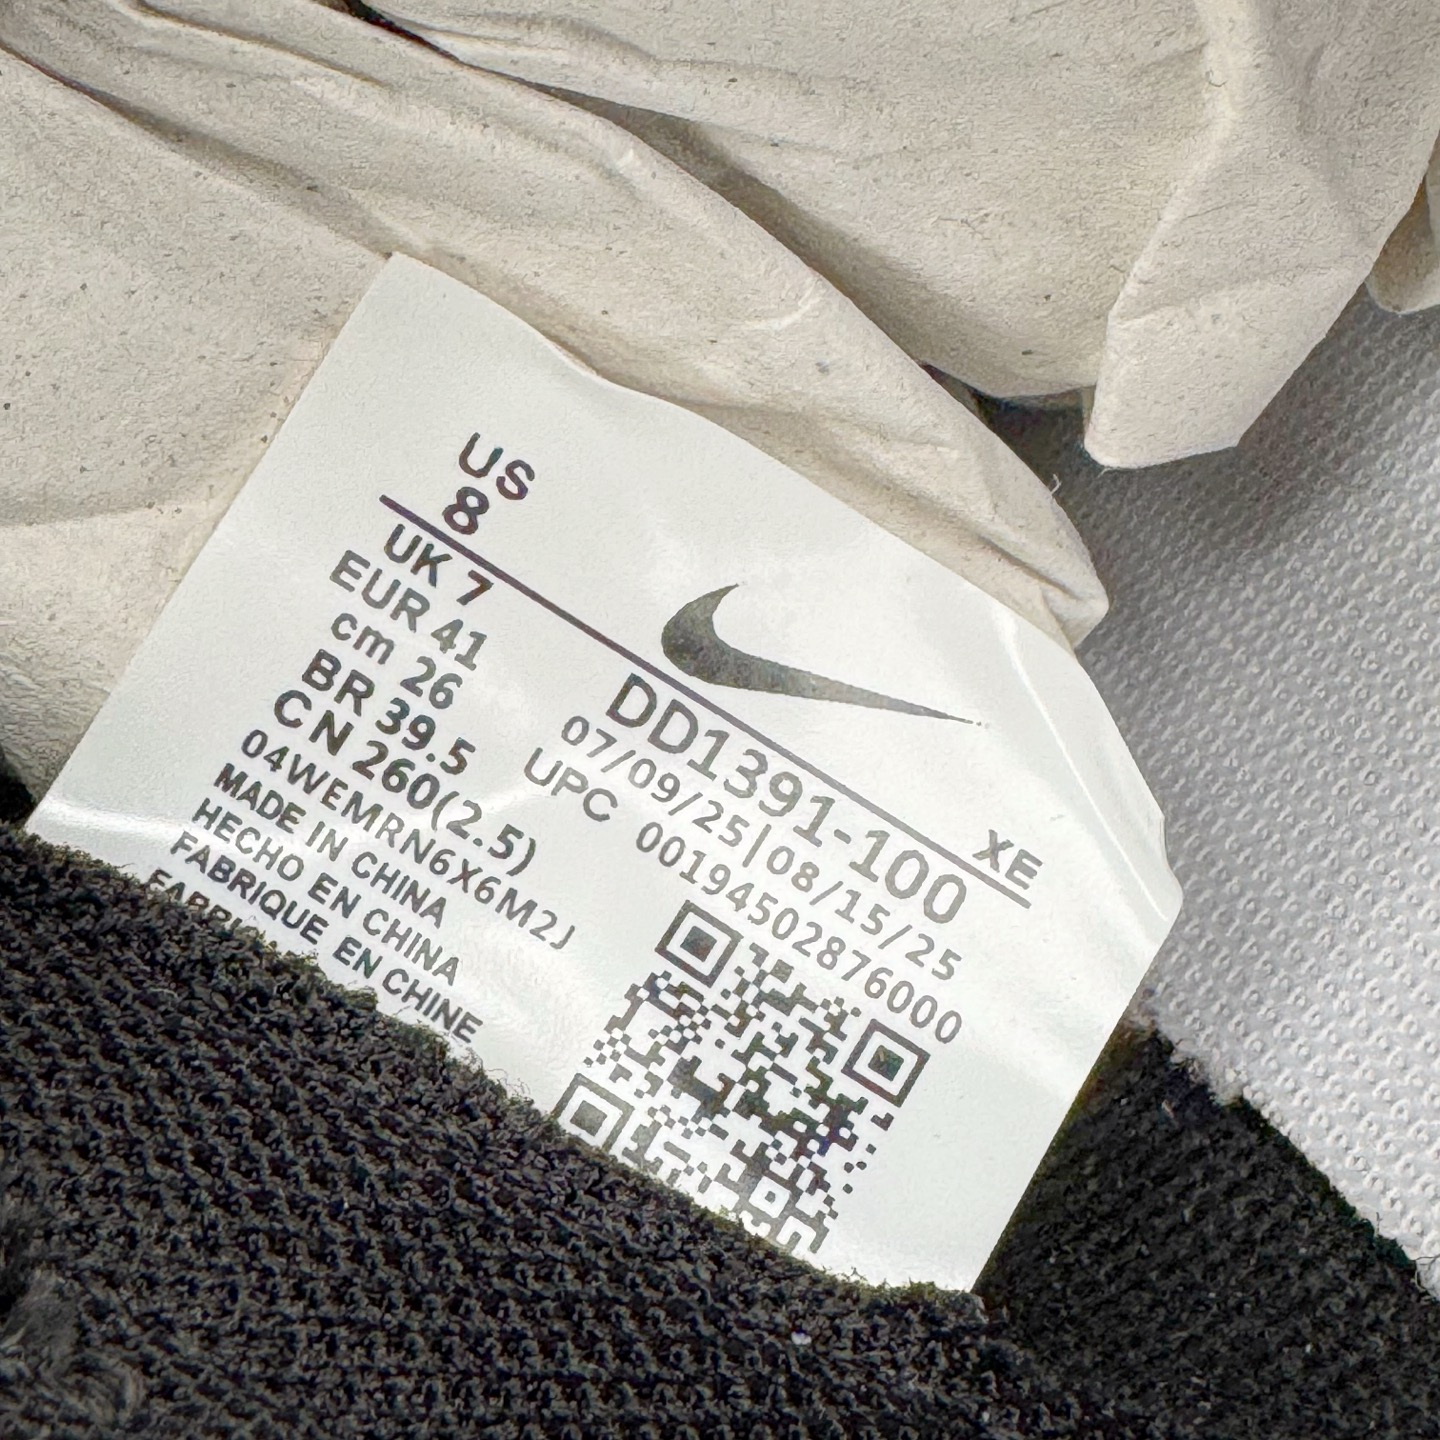 US
8
UK 7
EUR 41
cm 26
BR 39.5
CN 260(2.5)
04WEMRN6X6M2J
MADE IN CHINA
HECHO EN CHINA
FABRIQUE EN CHINE
XE
DD1391-100
07/09/25|08/15/25
UPC 00194502876000